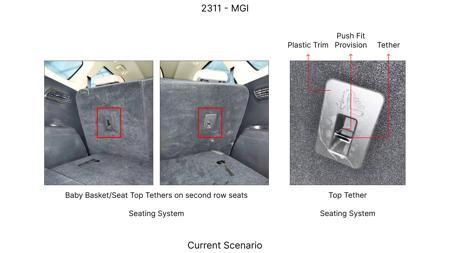 2311 - MGI
Push Fit
Plastic Trim Provision Tether
Baby Basket/Seat Top Tethers on second row seats
Top Tether
Seating System
Seating System
Current Scenario